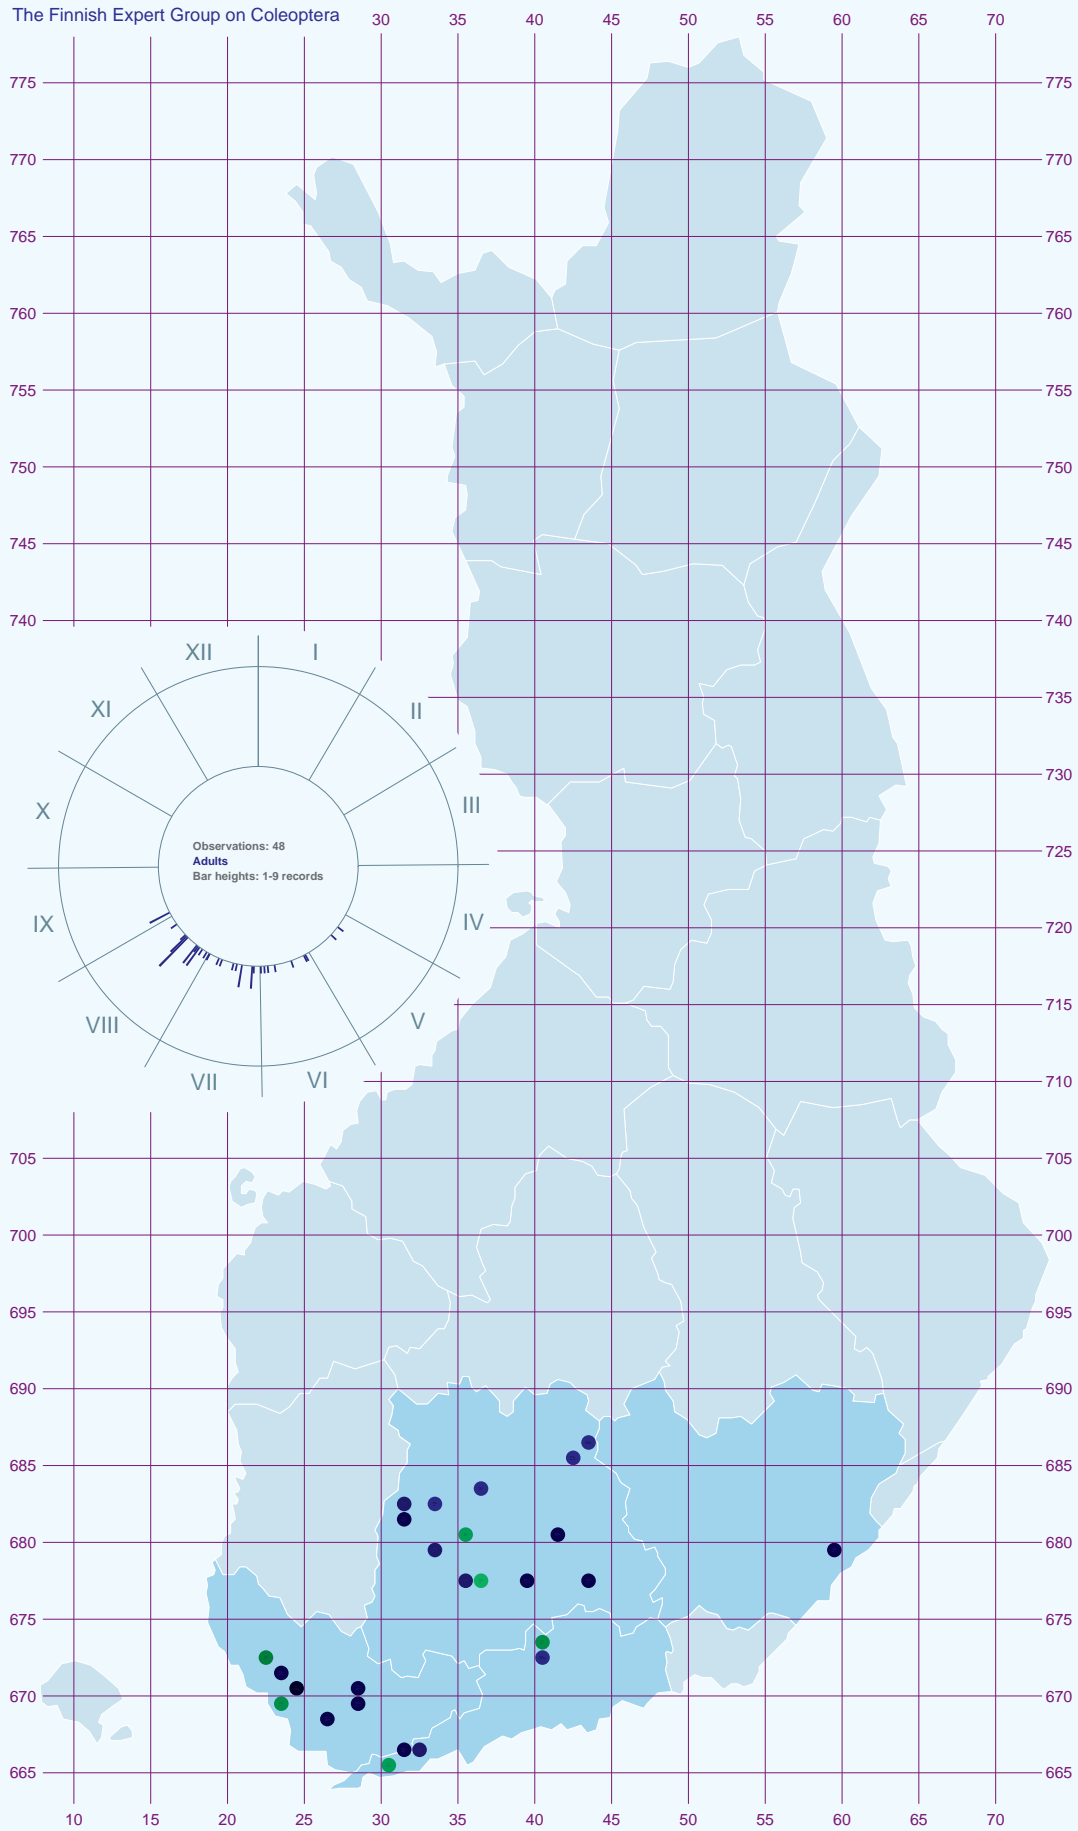 The Finnish Expert Group on Coleoptera
30 35 40 45 50 55 60 65 70
775 775
770 770
765 765
760 760
755 755
750 750
745 745
740 740
XII I
XI II
735
730
X III
725
Observations: 48
Adults
Bar heights: 1-9 records
IX IV 720
VIII V
715
VII VI
710
705 705
700 700
695 695
690 690
685 685
680 680
675 675
670 670
665 665
10 15 20 25 30 35 40 45 50 55 60 65 70